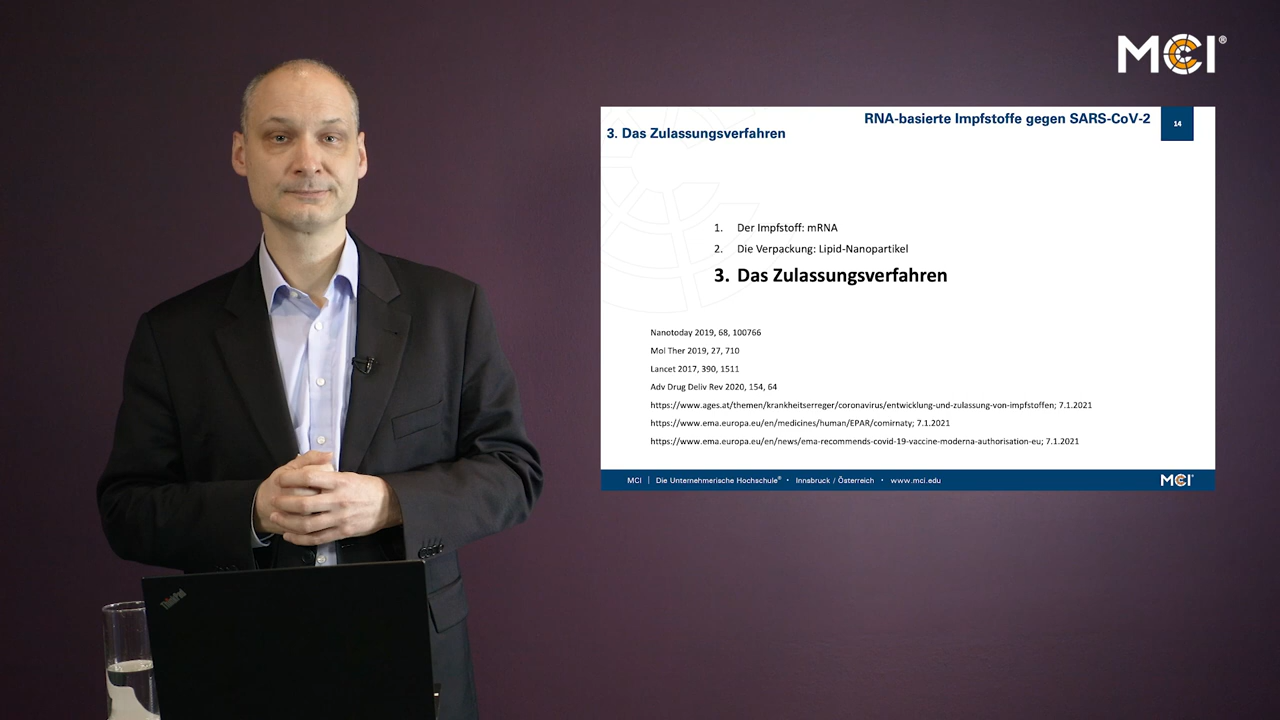 MCI®
3. Das Zulassungsverfahren
RNA-basierte Impfstoffe gegen SARS-CoV-2
14
1. Der Impfstoff: mRNA
2. Die Verpackung: Lipid-Nanopartikel
3. Das Zulassungsverfahren
Nanotoday 2019, 68, 100766
Mol Ther 2019, 27, 710
Lancet 2017, 390, 1511
Adv Drug Deliv Rev 2020, 154, 64
https://www.ages.at/themen/krankheitserreger/coronavirus/entwicklung-und-zulassung-von-impfstoffen; 7.1.2021
https://www.ema.europa.eu/en/medicines/human/EPAR/comirnaty; 7.1.2021
https://www.ema.europa.eu/en/news/ema-recommends-covid-19-vaccine-moderna-authorisation-eu; 7.1.2021
MCI | Die Unternehmerische Hochschule® • Innsbruck / Österreich • www.mci.edu
MCI®
ThinkPad